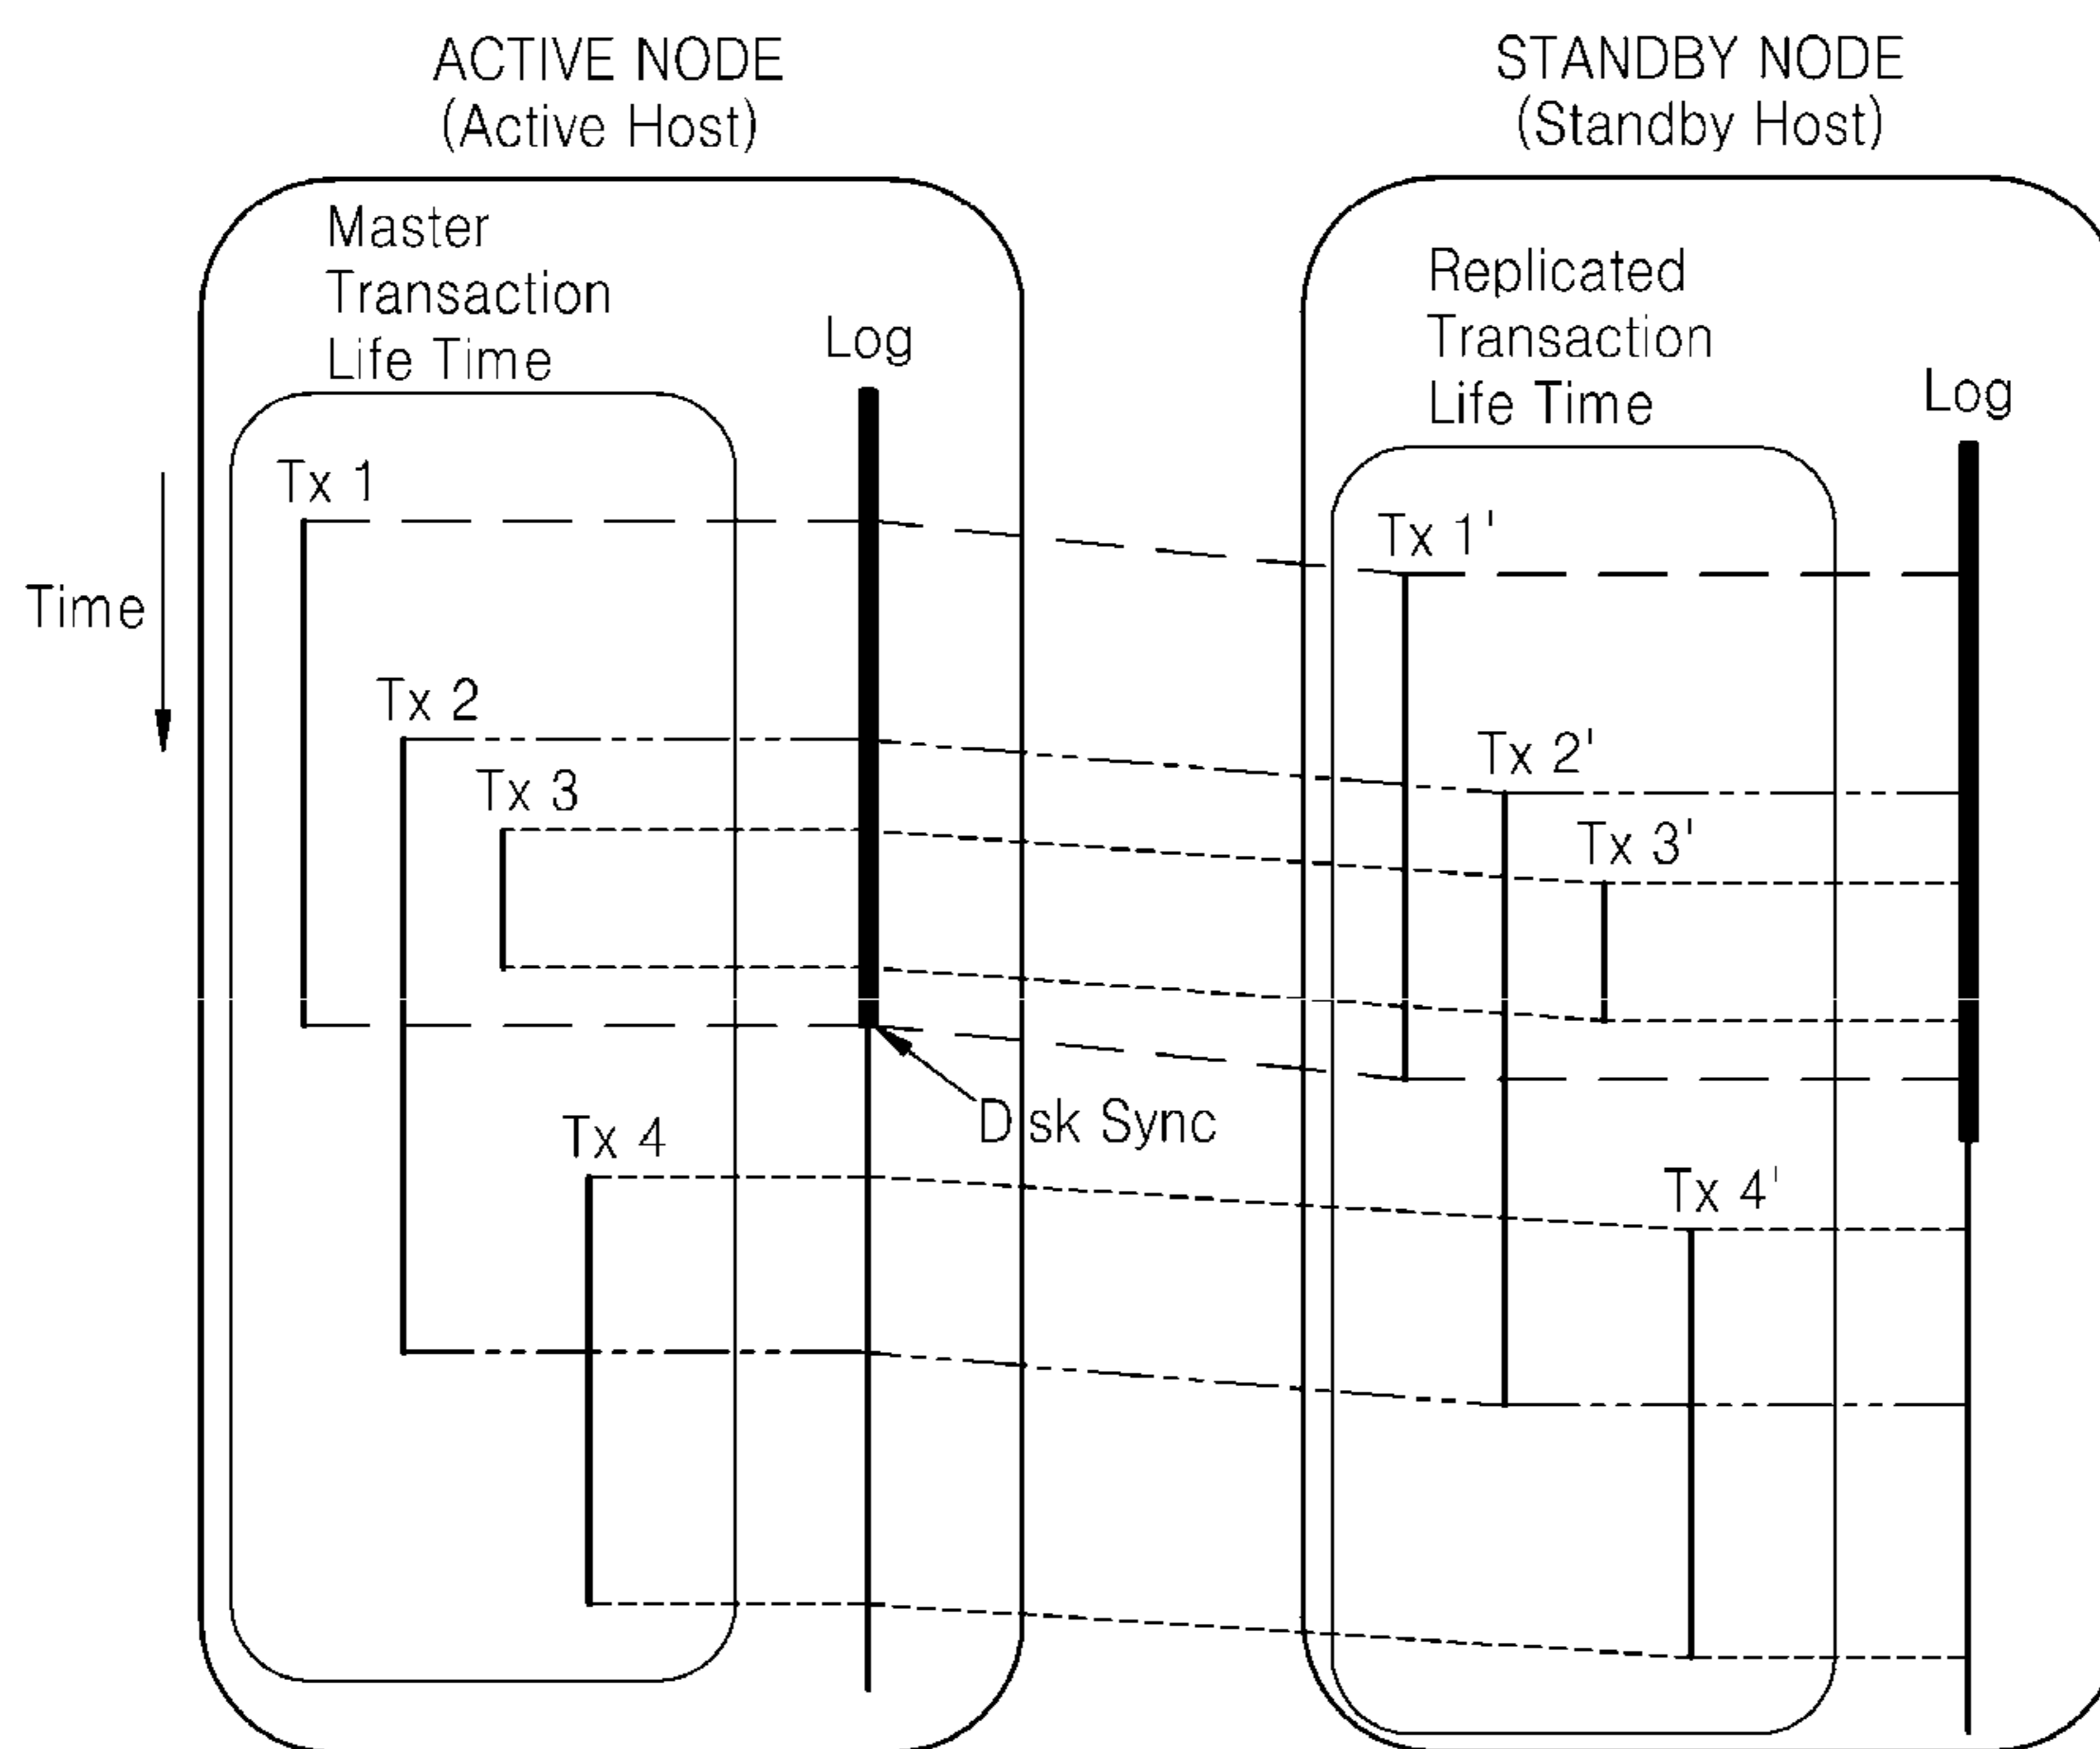 ACTIVE NODE
(Active Host)
STANDBY NODE
(Standby Host)
Master
Transaction
Life Time
Log
Replicated
Transaction
Life Time
Log
Time
Tx 1
Tx 1'
Tx 2
Tx 2'
Tx 3
Tx 3'
Disk Sync
Tx 4
Tx 4'